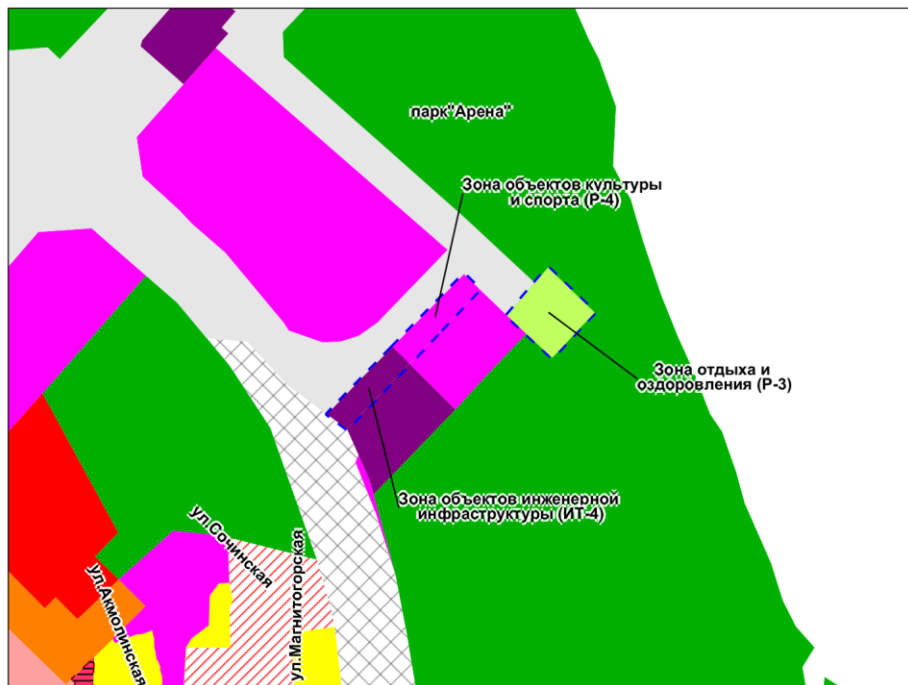 парк"Арена"
Зона объектов культуры
и спорта (Р-4)
Зона отдыха и
оздоровления (Р-3)
Зона объектов инженерной
инфраструктуры (ИТ-4)
ул.Сочинская
ул.Магнитогорская
ул.Акмолинская